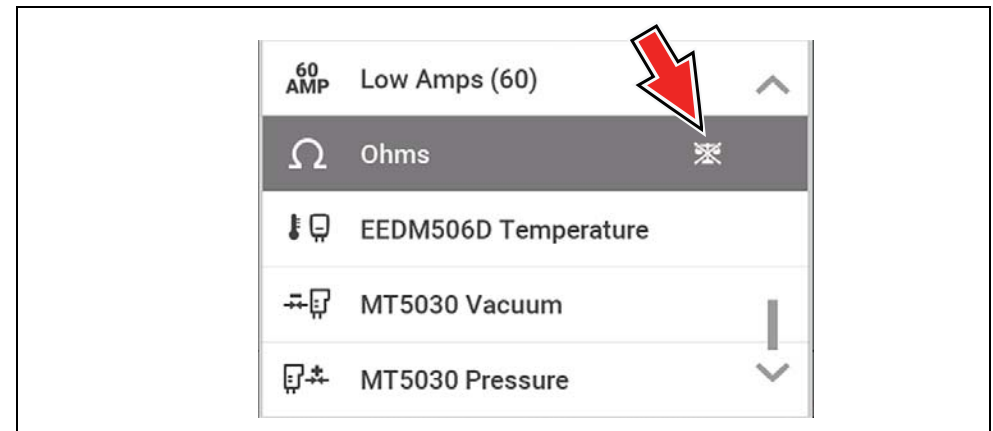 60
AMP Low Amps (60)
Ω Ohms
EEDM506D Temperature
MT5030 Vacuum
MT5030 Pressure